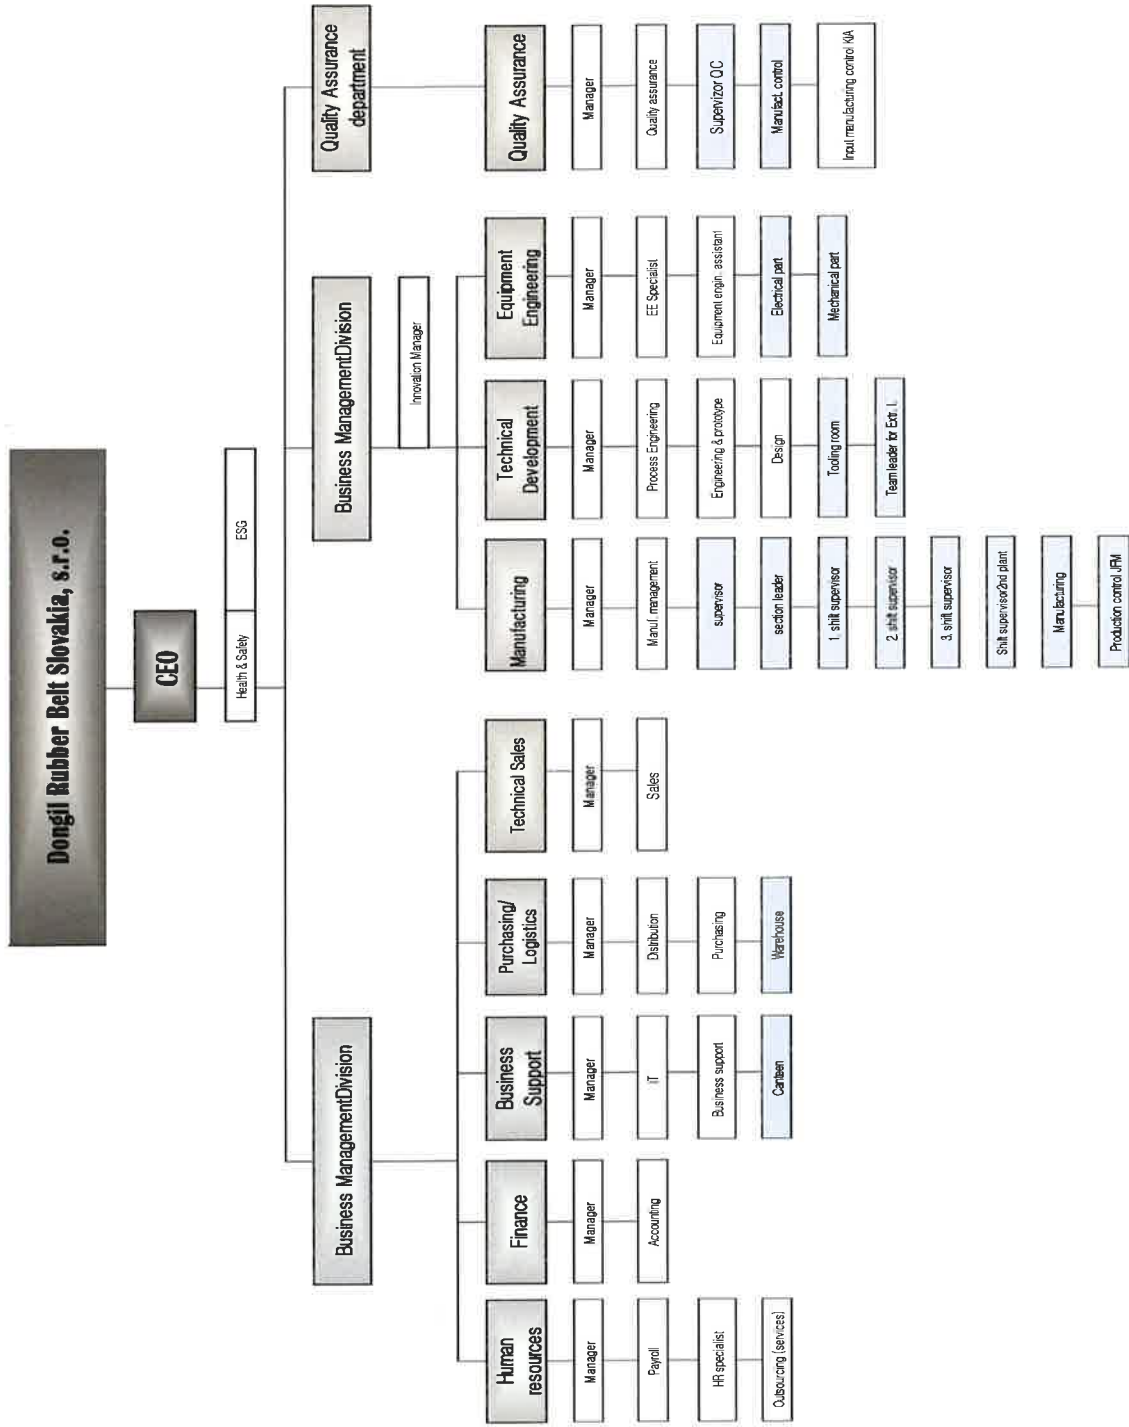 Dongil Rubber Belt Slovakia, s.r.o.
CEO
Health & Safety
ESG
Business ManagementDivision
Business ManagementDivision
Quality Assurance
department
Innovation Manager
Human
resources
Manager
Payroll
HR specialist
Outsourcing (services)
Finance
Manager
Accounting
Business
Support
Manager
IT
Business support
Canteen
Purchasing/
Logistics
Manager
Distribution
Purchasing
Warehouse
Technical Sales
Manager
Sales
Manufacturing
Manager
Manuf. management
supervisor
section leader
1. shift supervisor
2. shift supervisor
3. shift supervisor
Shift supervisor2nd plant
Manufacturing
Production control JFM
Technical
Development
Manager
Process Engineering
Engineering & prototype
Design
Tooling room
Team leader for Extr. L.
Equipment
Engineering
Manager
EE Specialist
Equipment engin. assistant
Electrical part
Mechanical part
Quality Assurance
Manager
Quality assurance
Supervizor QC
Manufact. control
Input manufacturing control KIA